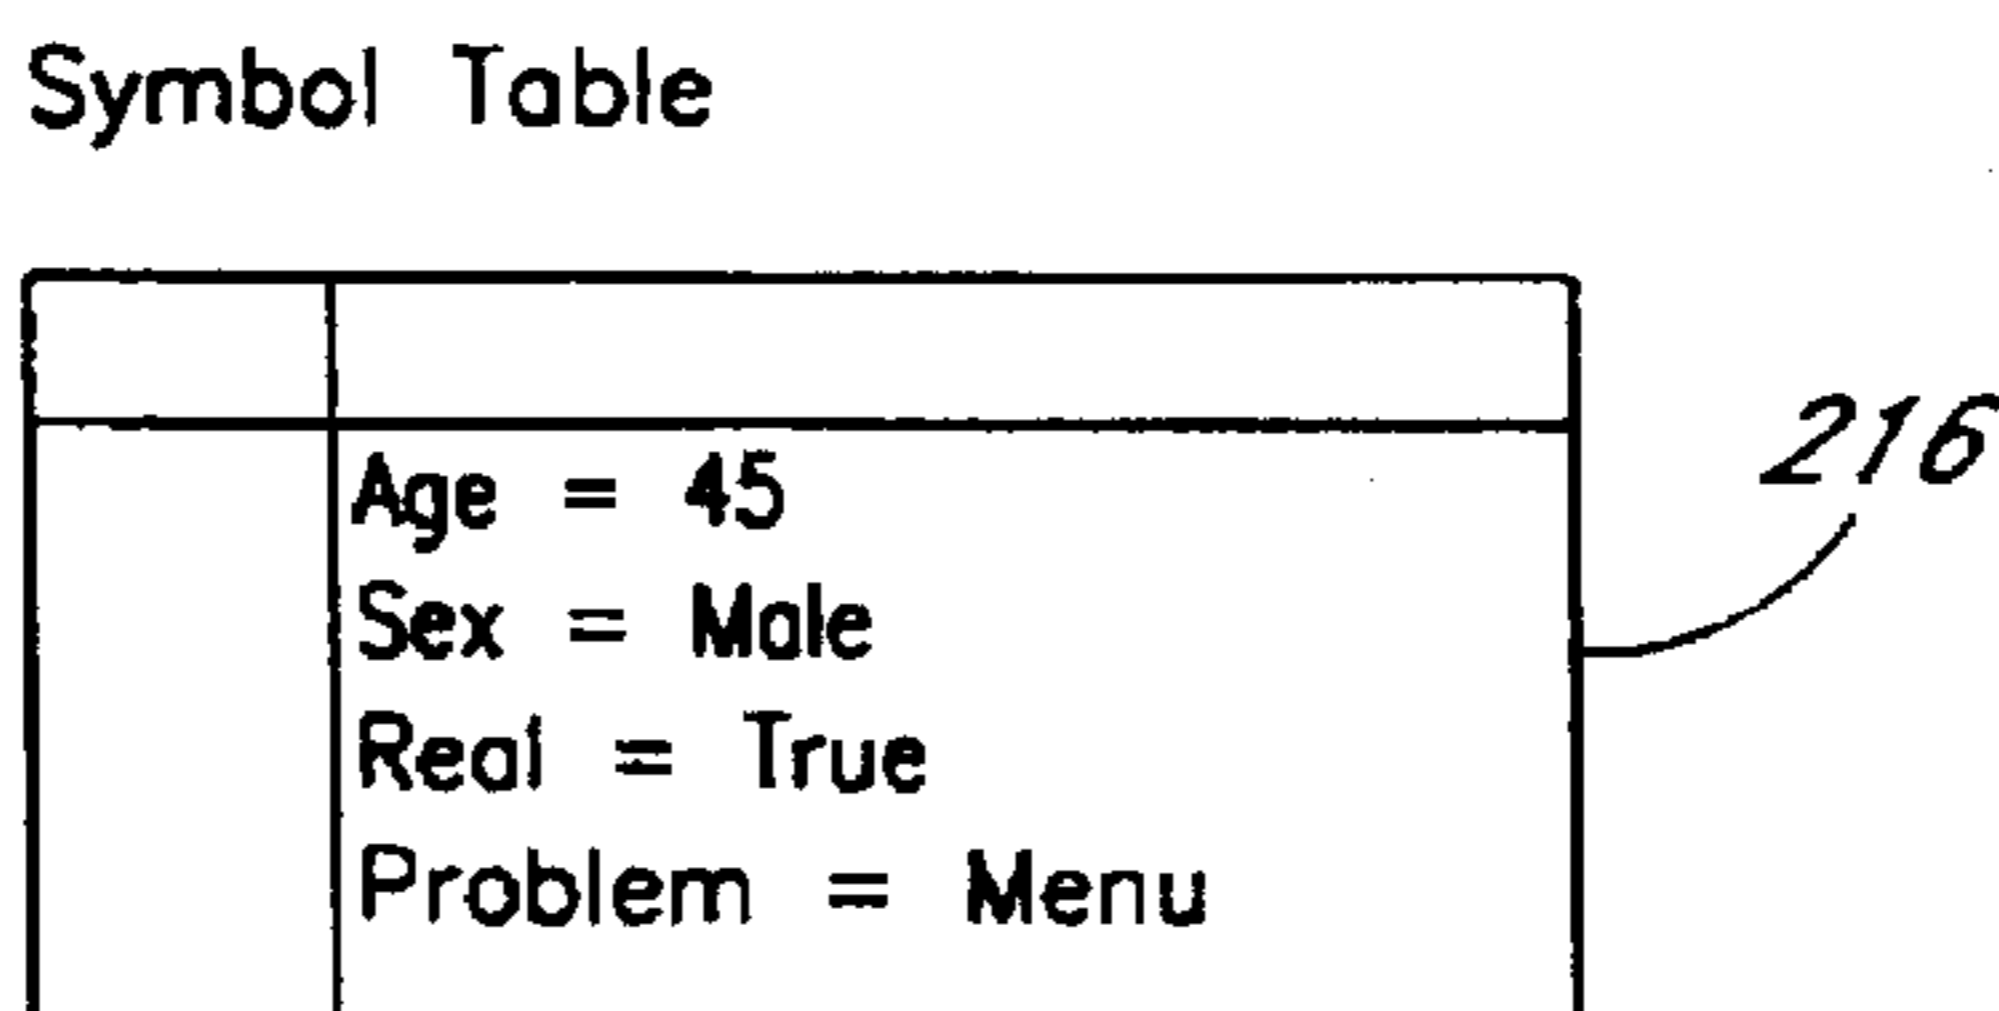 Symbol Table
216
Age = 45
Sex = Male
Real = True
Problem = Menu